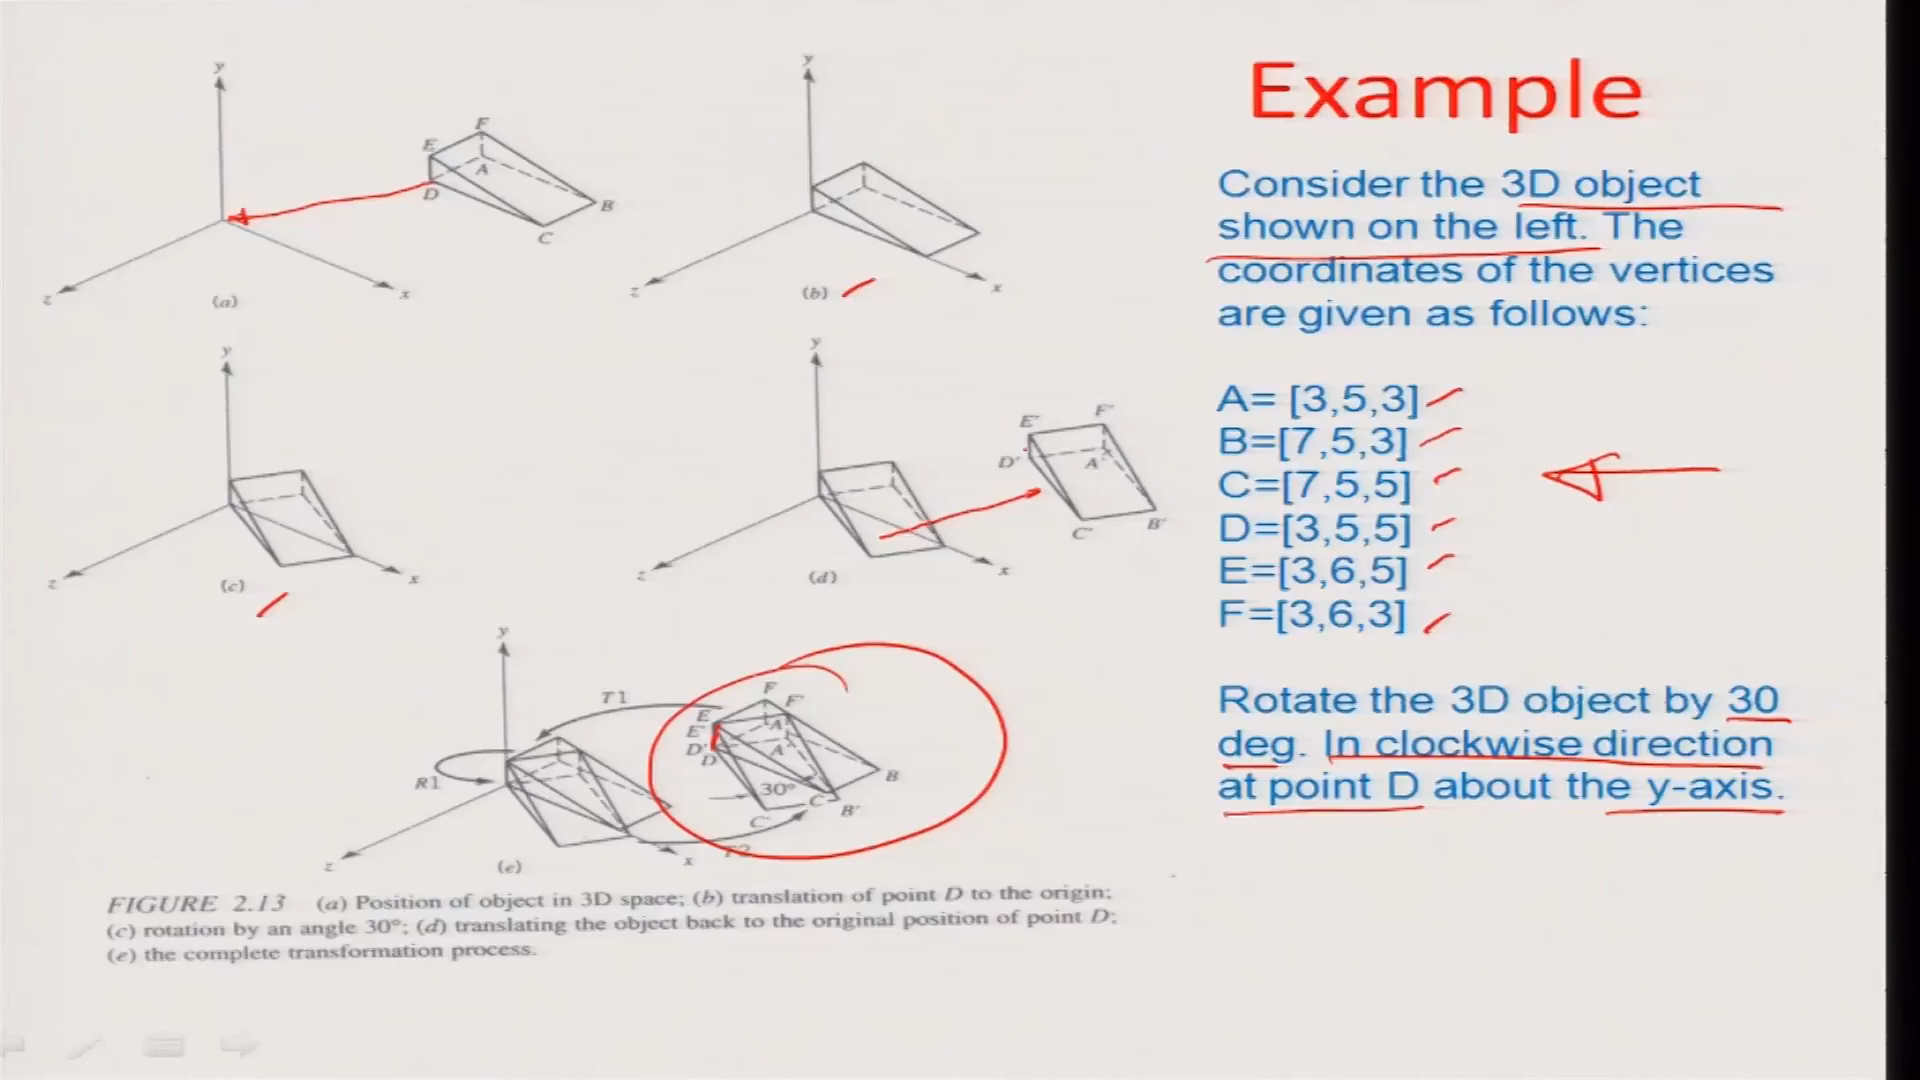 Example
Consider the 3D object
shown on the left. The
coordinates of the vertices
are given as follows:
A= [3,5,3]
B=[7,5,3]
C=[7,5,5]
D=[3,5,5]
E=[3,6,5]
F=[3,6,3]
Rotate the 3D object by 30
deg. In clockwise direction
at point D about the y-axis.
y
F
E
A
D
B
C
z
x
(a)
y
z
x
(b)
y
z
x
(c)
y
E'
F'
D'
A'
C'
B'
z
x
(d)
y
T1
F
F'
E
E'
A
D'
A'
D
R1
30°
B
C
C'
B'
T2
z
x
(e)
FIGURE 2.13 (a) Position of object in 3D space; (b) translation of point D to the origin;
(c) rotation by an angle 30°; (d) translating the object back to the original position of point D;
(e) the complete transformation process.